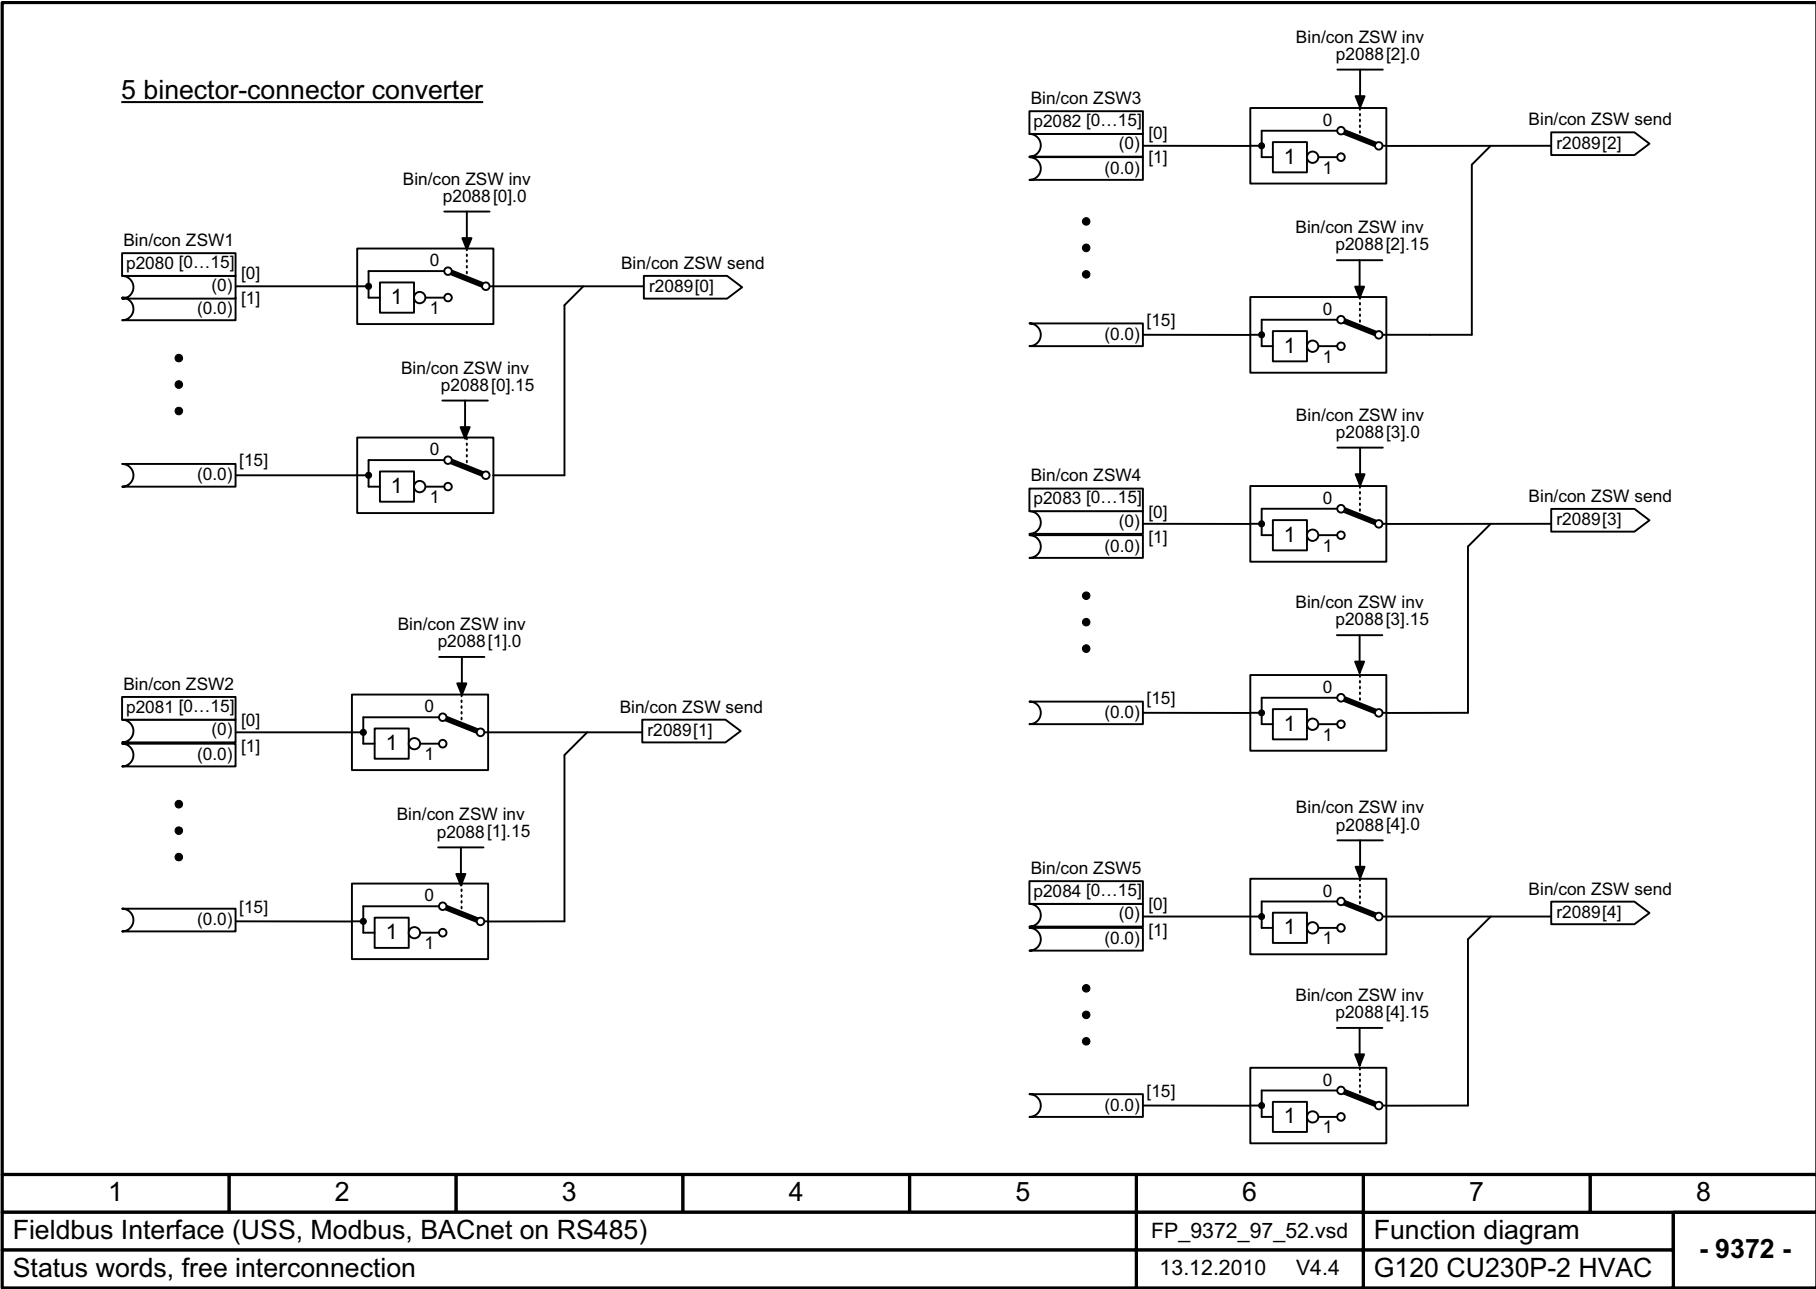 5 binector-connector converter
Bin/con ZSW inv
p2088[0].0
Bin/con ZSW1
p2080 [0...15]
[0]
(0)
[1]
(0.0)
0
1
1
Bin/con ZSW send
r2089[0]
Bin/con ZSW inv
p2088[0].15
[15]
(0.0)
0
1
1
Bin/con ZSW inv
p2088[1].0
Bin/con ZSW2
p2081 [0...15]
[0]
(0)
[1]
(0.0)
0
1
1
Bin/con ZSW send
r2089[1]
Bin/con ZSW inv
p2088[1].15
[15]
(0.0)
0
1
1
Bin/con ZSW inv
p2088[2].0
Bin/con ZSW3
p2082 [0...15]
[0]
(0)
[1]
(0.0)
0
1
1
Bin/con ZSW send
r2089[2]
Bin/con ZSW inv
p2088[2].15
[15]
(0.0)
0
1
1
Bin/con ZSW inv
p2088[3].0
Bin/con ZSW4
p2083 [0...15]
[0]
(0)
[1]
(0.0)
0
1
1
Bin/con ZSW send
r2089[3]
Bin/con ZSW inv
p2088[3].15
[15]
(0.0)
0
1
1
Bin/con ZSW inv
p2088[4].0
Bin/con ZSW5
p2084 [0...15]
[0]
(0)
[1]
(0.0)
0
1
1
Bin/con ZSW send
r2089[4]
Bin/con ZSW inv
p2088[4].15
[15]
(0.0)
0
1
1
1 2 3 4 5 6 7 8
Fieldbus Interface (USS, Modbus, BACnet on RS485)
FP_9372_97_52.vsd
Function diagram
- 9372 -
Status words, free interconnection
13.12.2010 V4.4
G120 CU230P-2 HVAC